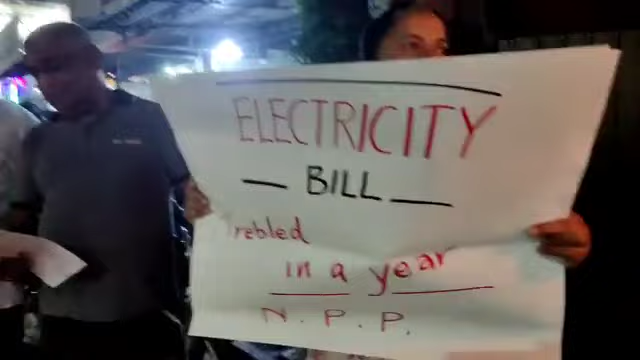 ELECTRICITY
BILL
rebled
in a year
N. P. P.